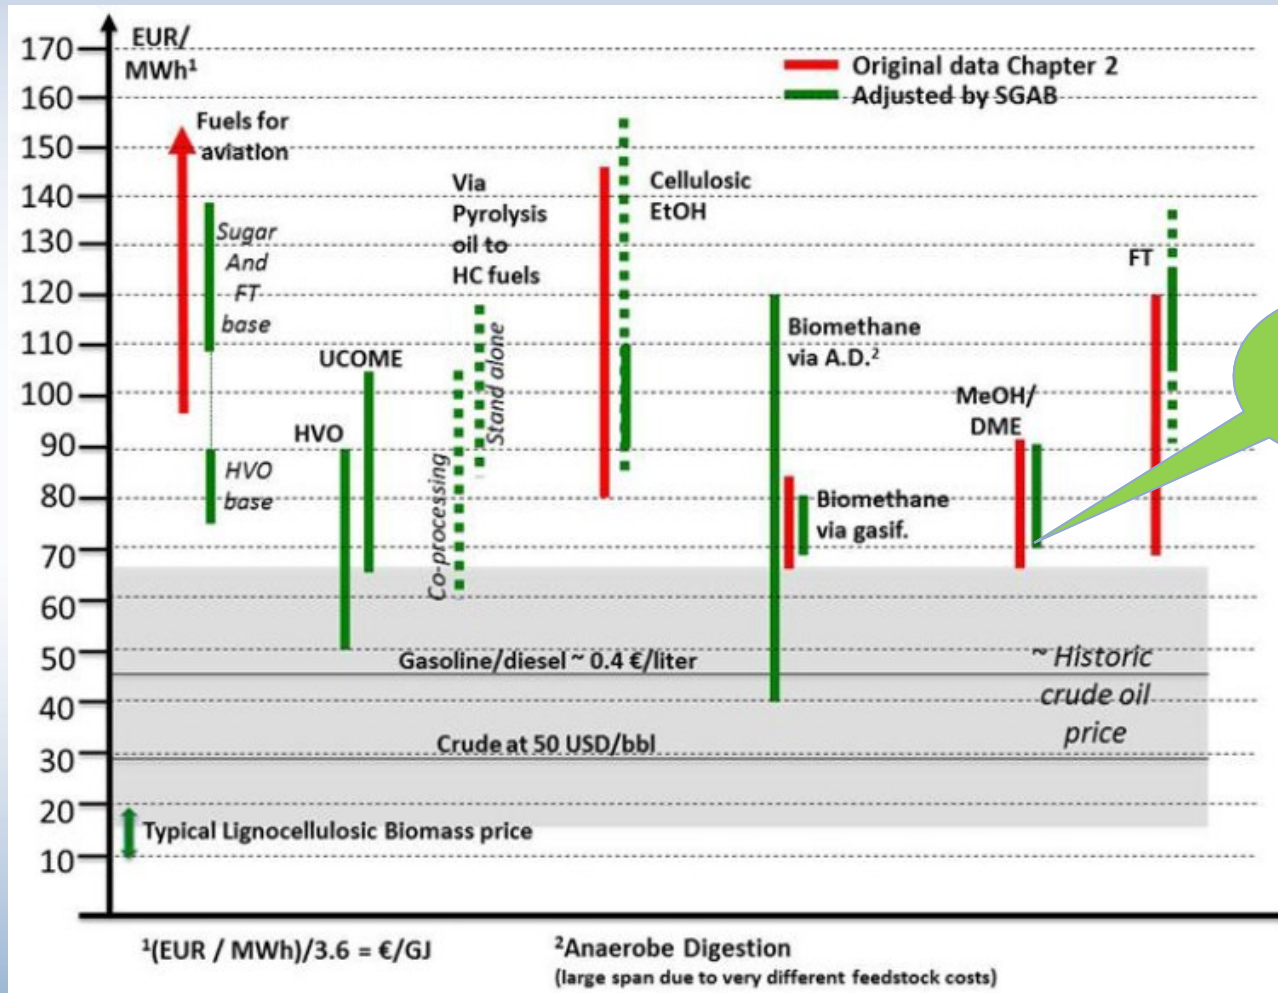 EUR/
MWh¹
170
160
150
140
130
120
110
100
90
80
70
60
50
40
30
20
10
Original data Chapter 2
Adjusted by SGAB
Fuels for
aviation
Sugar
And
FT
base
HVO
base
HVO
UCOME
Via
Pyrolysis
oil to
HC fuels
Co-processing
Stand alone
Cellulosic
EtOH
Biomethane
via A.D.²
Biomethane
via gasif.
MeOH/
DME
FT
Gasoline/diesel ~ 0.4 €/liter
Crude at 50 USD/bbl
~ Historic
crude oil
price
Typical Lignocellulosic Biomass price
¹(EUR / MWh)/3.6 = €/GJ
²Anaerobe Digestion
(large span due to very different feedstock costs)